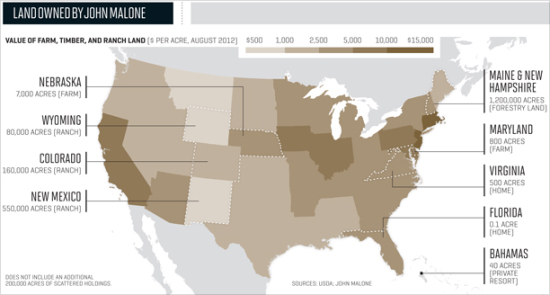 LAND OWNED BY JOHN MALONE
VALUE OF FARM, TIMBER, AND RANCH LAND ($ PER ACRE, AUGUST 2012)
$500 1,000 2,500 5,000 10,000 $15,000
NEBRASKA
7,000 ACRES (FARM)
WYOMING
80,000 ACRES (RANCH)
COLORADO
160,000 ACRES (RANCH)
NEW MEXICO
550,000 ACRES (RANCH)
MAINE & NEW
HAMPSHIRE
1,200,000 ACRES
(FORESTRY LAND)
MARYLAND
800 ACRES
(FARM)
VIRGINIA
500 ACRES
(HOME)
FLORIDA
0.1 ACRE
(HOME)
BAHAMAS
40 ACRES
(PRIVATE
RESORT)
DOES NOT INCLUDE AN ADDITIONAL
200,000 ACRES OF SCATTERED HOLDINGS.
SOURCES: USDA; JOHN MALONE